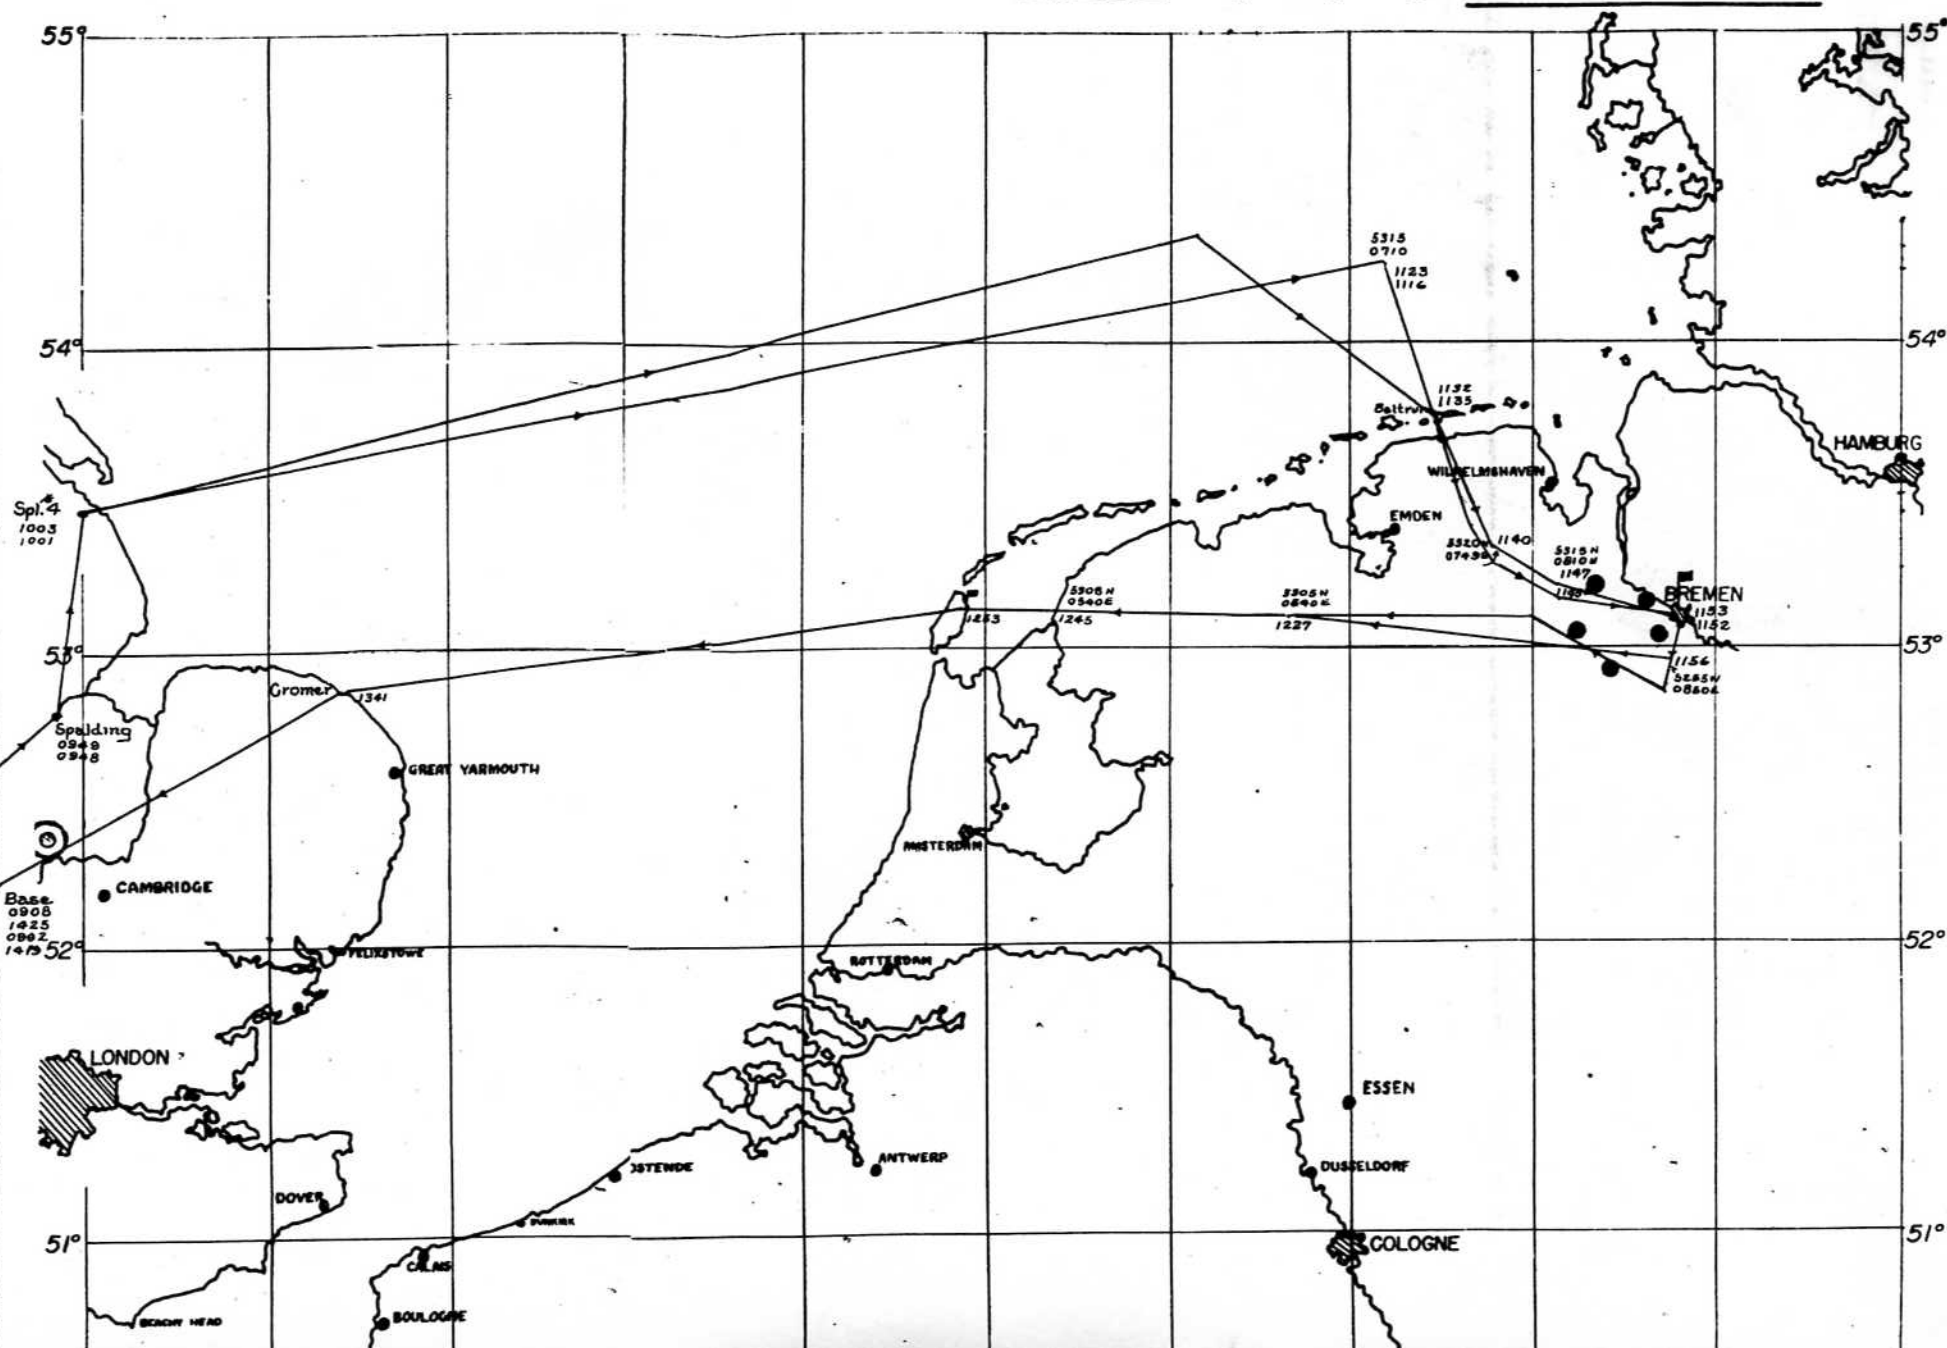 55°
55°
5315
0710
1123
1116
54°
54°
1132
1135
Baltrum
HAMBURG
WILHELMSHAVEN
Spl. 4
1003
1001
EMDEN
1140
5315N
0810E
1147
1145
BREMEN
1153
1152
5308N
0540E
1245
1253
5305N
0640E
1227
53°
53°
1156
5255N
0850E
Cromer
1341
Spalding
0949
0948
GREAT YARMOUTH
AMSTERDAM
CAMBRIDGE
Base
0908
1425
1419
52°
52°
FELIXSTOWE
ROTTERDAM
LONDON
ESSEN
OSTENDE
ANTWERP
DUSSELDORF
DOVER
DUNKIRK
51°
51°
COLOGNE
CALAIS
BEACHY HEAD
BOULOGNE